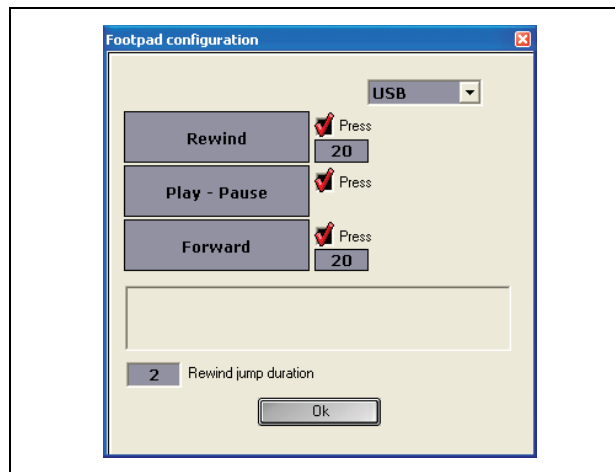 Footpad configuration
USB
Rewind
Press
20
Play - Pause
Press
Forward
Press
20
2 Rewind jump duration
Ok